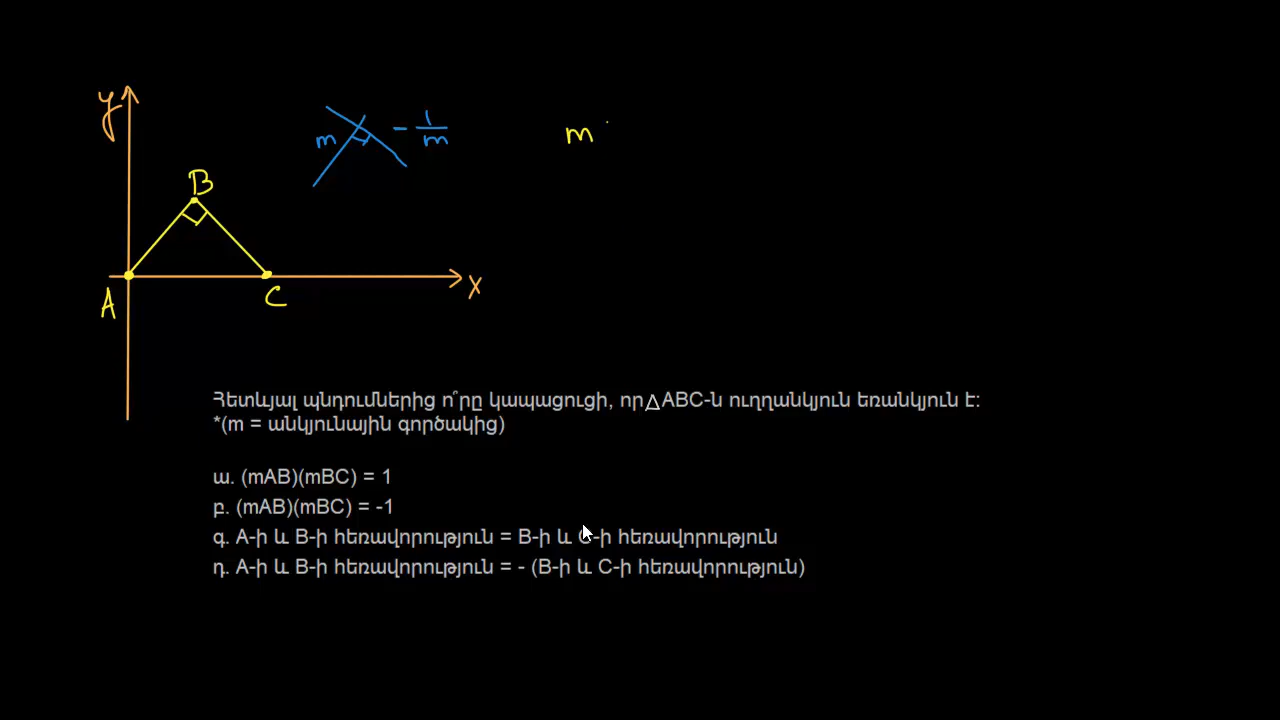 y
B
m
- 1/m
m
A
C
x
Հետևյալ պնդումներից ո՞րը կապացուցի, որ△ABC-ն ուղղանկյուն եռանկյուն է:
*(m = անկյունային գործակից)
ա. (mAB)(mBC) = 1
բ. (mAB)(mBC) = -1
գ. A-ի և B-ի հեռավորություն = B-ի և C-ի հեռավորություն
դ. A-ի և B-ի հեռավորություն = - (B-ի և C-ի հեռավորություն)